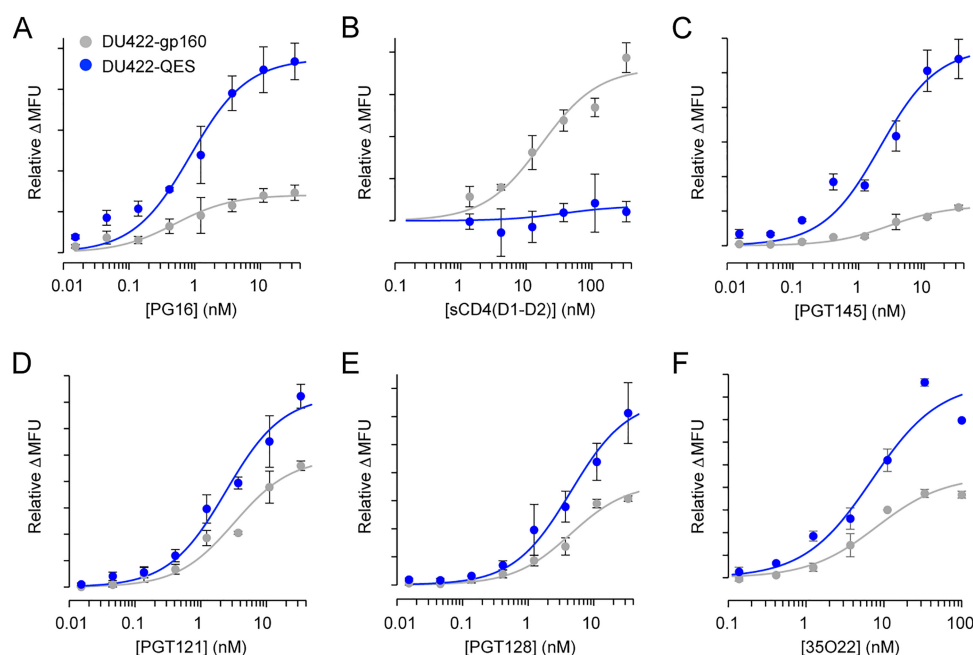 A
DU422-gp160
DU422-QES
Relative ΔMFU
0.01 0.1 1 10
[PG16] (nM)
B
Relative ΔMFU
0.1 1 10 100
[sCD4(D1-D2)] (nM)
C
Relative ΔMFU
0.01 0.1 1 10
[PGT145] (nM)
D
Relative ΔMFU
0.01 0.1 1 10
[PGT121] (nM)
E
Relative ΔMFU
0.01 0.1 1 10
[PGT128] (nM)
F
Relative ΔMFU
0.1 1 10 100
[35O22] (nM)